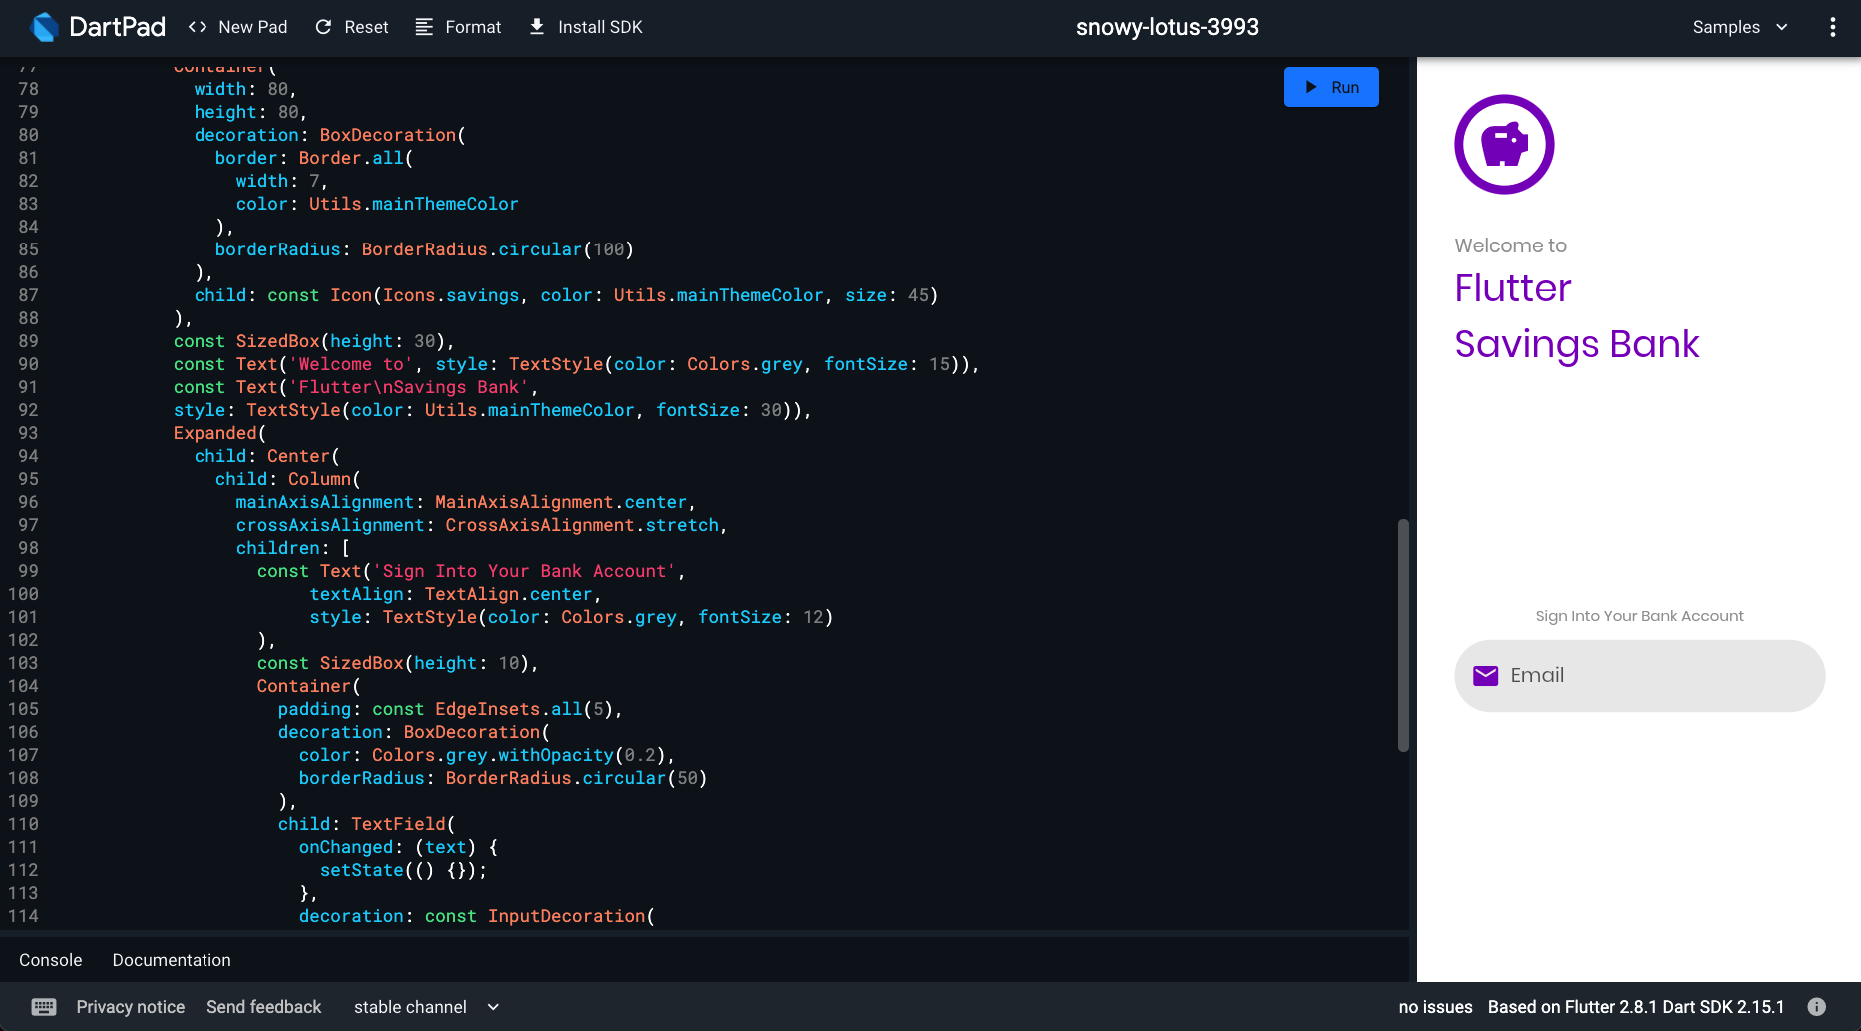 DartPad
<> New Pad
Reset
Format
Install SDK
snowy-lotus-3993
Samples
77 Container(
78 width: 80,
79 height: 80,
80 decoration: BoxDecoration(
81 border: Border.all(
82 width: 7,
83 color: Utils.mainThemeColor
84 ),
85 borderRadius: BorderRadius.circular(100)
86 ),
87 child: const Icon(Icons.savings, color: Utils.mainThemeColor, size: 45)
88 ),
89 const SizedBox(height: 30),
90 const Text('Welcome to', style: TextStyle(color: Colors.grey, fontSize: 15)),
91 const Text('Flutter\nSavings Bank',
92 style: TextStyle(color: Utils.mainThemeColor, fontSize: 30)),
93 Expanded(
94 child: Center(
95 child: Column(
96 mainAxisAlignment: MainAxisAlignment.center,
97 crossAxisAlignment: CrossAxisAlignment.stretch,
98 children: [
99 const Text('Sign Into Your Bank Account',
100 textAlign: TextAlign.center,
101 style: TextStyle(color: Colors.grey, fontSize: 12)
102 ),
103 const SizedBox(height: 10),
104 Container(
105 padding: const EdgeInsets.all(5),
106 decoration: BoxDecoration(
107 color: Colors.grey.withOpacity(0.2),
108 borderRadius: BorderRadius.circular(50)
109 ),
110 child: TextField(
111 onChanged: (text) {
112 setState(() {});
113 },
114 decoration: const InputDecoration(
Run
Welcome to
Flutter
Savings Bank
Sign Into Your Bank Account
Email
Console
Documentation
Privacy notice
Send feedback
stable channel
no issues
Based on Flutter 2.8.1 Dart SDK 2.15.1